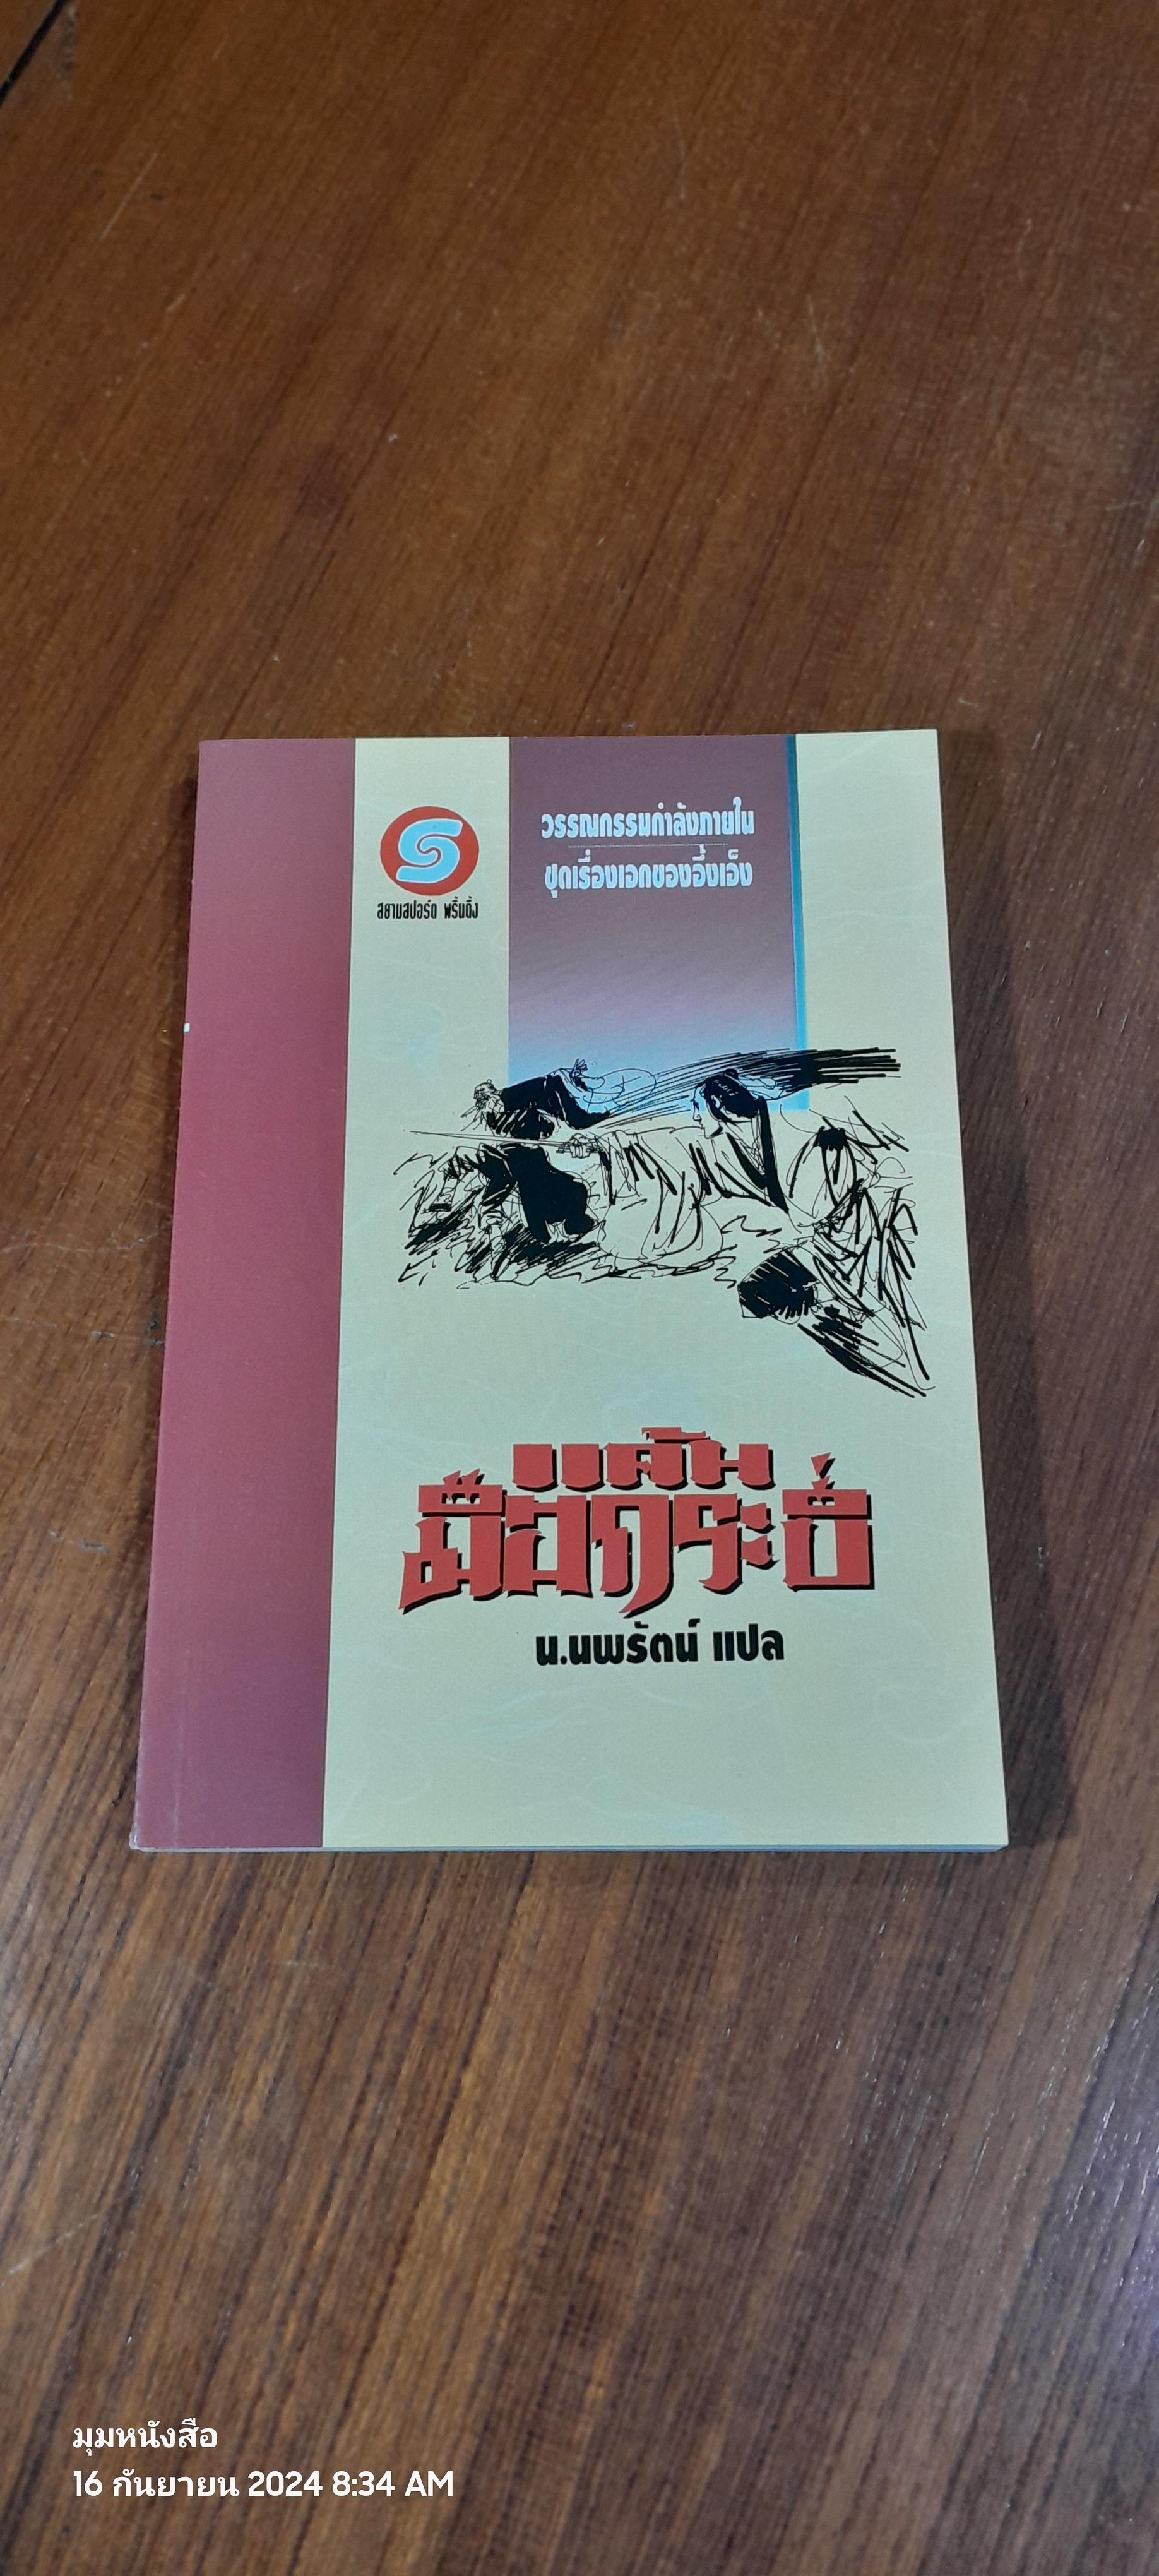 วรรณกรรมกำลังภายใน
ชุดเรื่องเอกของอึ้งเอ็ง
S
สยามสปอร์ต พริ้นติ้ง
แค้น
มือกระบี่
น.นพรัตน์ แปล
มุมหนังสือ
16 กันยายน 2024 8:34 AM